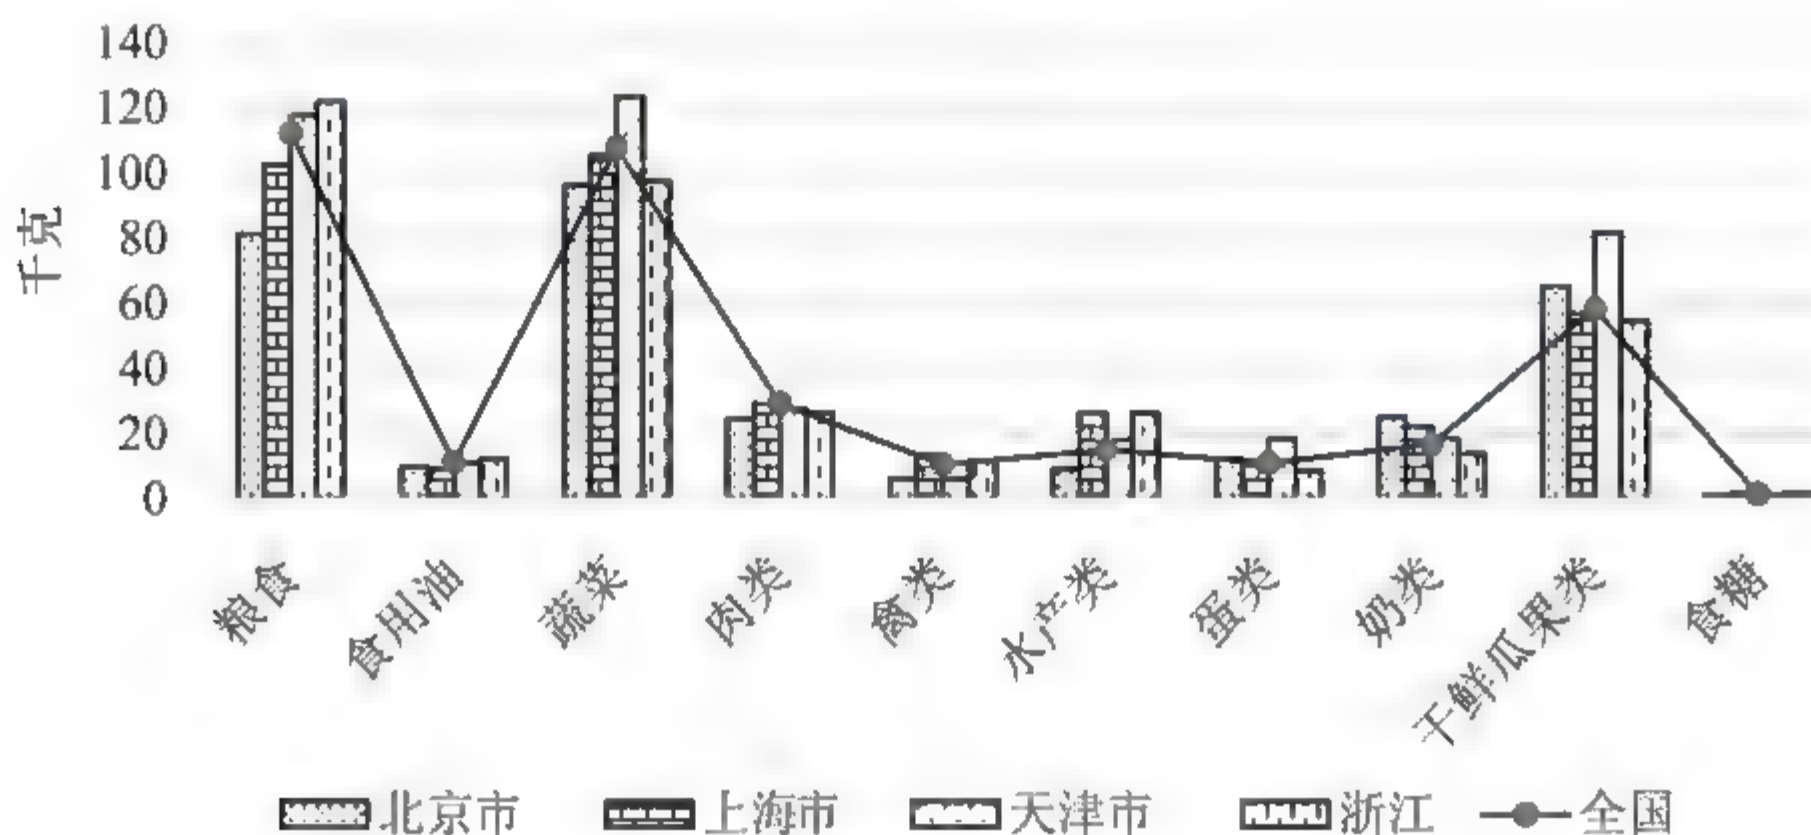 140
120
100
80
60
40
20
0
千克
粮食
食用油
蔬菜
肉类
禽类
水产类
蛋类
奶类
干鲜瓜果类
食糖
北京市 上海市 天津市 浙江 全国